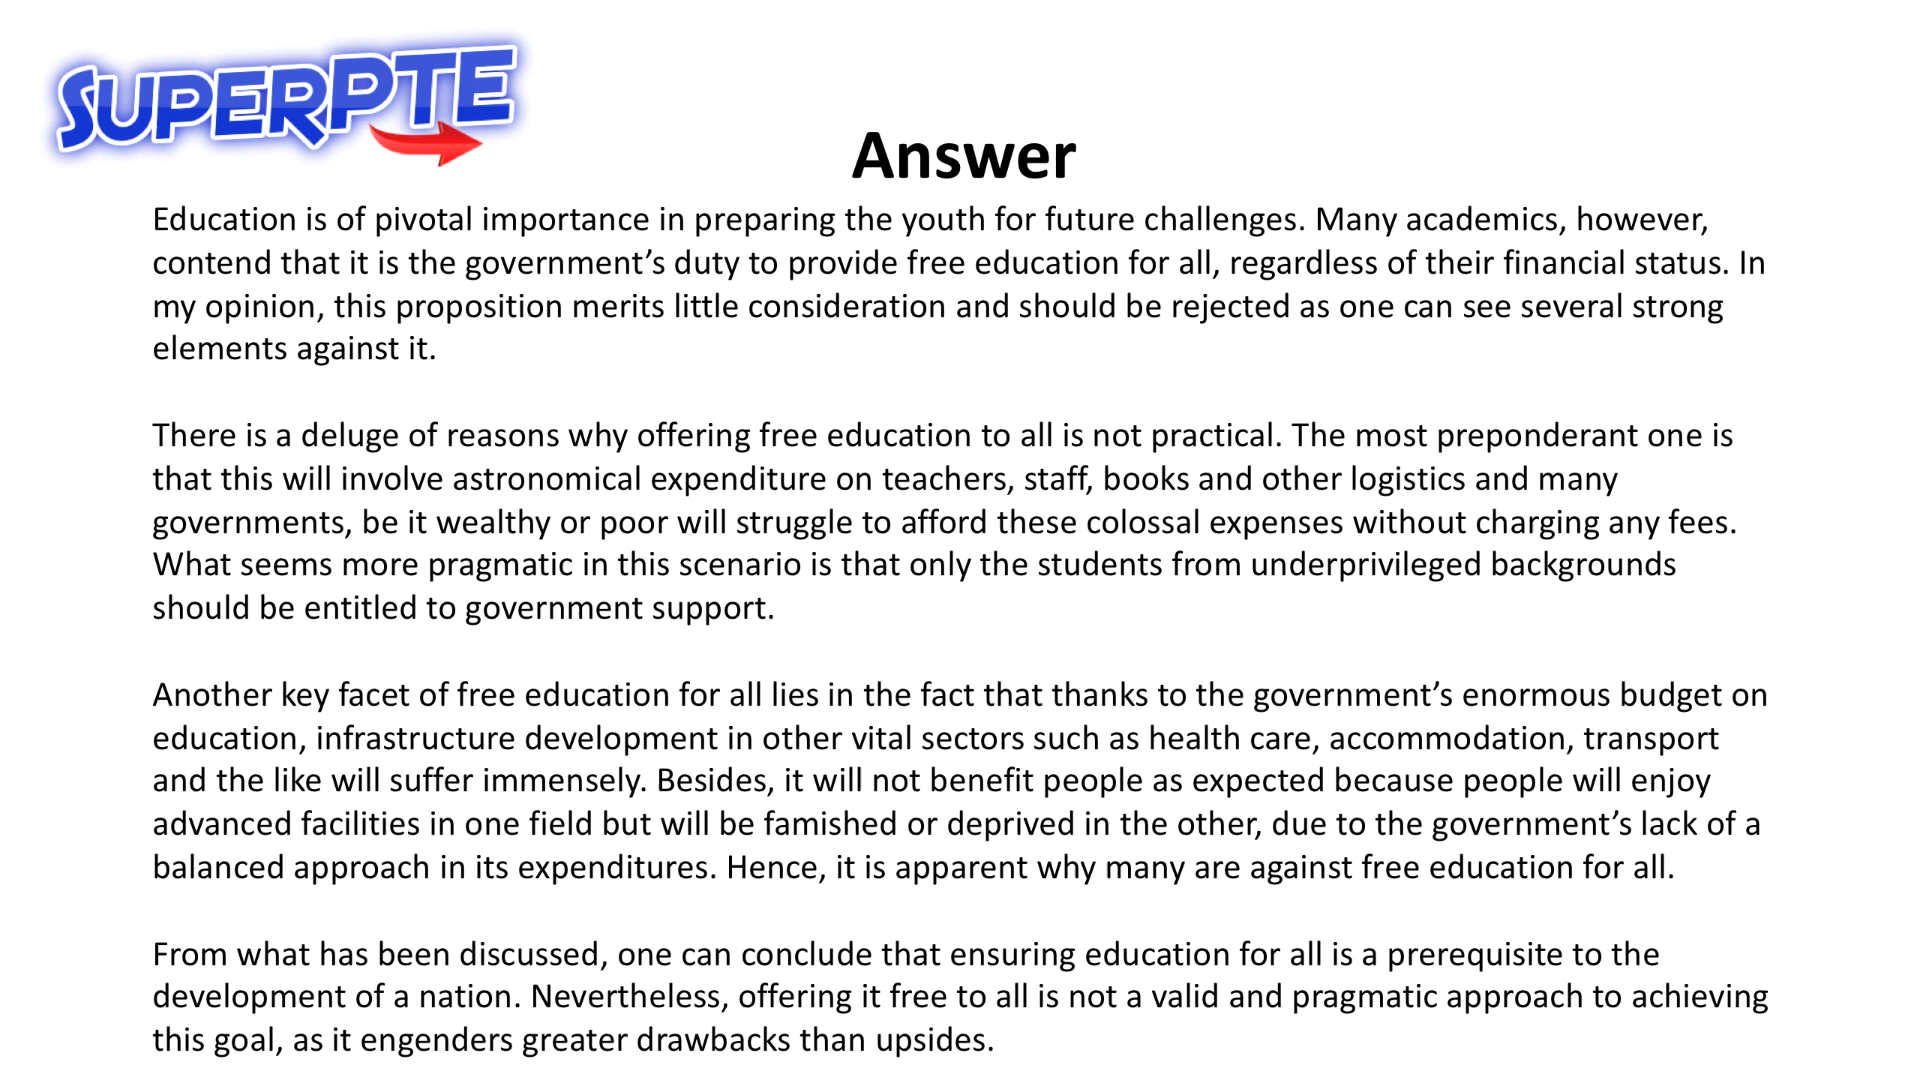 SUPERPTE
Answer
Education is of pivotal importance in preparing the youth for future challenges. Many academics, however,
contend that it is the government’s duty to provide free education for all, regardless of their financial status. In
my opinion, this proposition merits little consideration and should be rejected as one can see several strong
elements against it.
There is a deluge of reasons why offering free education to all is not practical. The most preponderant one is
that this will involve astronomical expenditure on teachers, staff, books and other logistics and many
governments, be it wealthy or poor will struggle to afford these colossal expenses without charging any fees.
What seems more pragmatic in this scenario is that only the students from underprivileged backgrounds
should be entitled to government support.
Another key facet of free education for all lies in the fact that thanks to the government’s enormous budget on
education, infrastructure development in other vital sectors such as health care, accommodation, transport
and the like will suffer immensely. Besides, it will not benefit people as expected because people will enjoy
advanced facilities in one field but will be famished or deprived in the other, due to the government’s lack of a
balanced approach in its expenditures. Hence, it is apparent why many are against free education for all.
From what has been discussed, one can conclude that ensuring education for all is a prerequisite to the
development of a nation. Nevertheless, offering it free to all is not a valid and pragmatic approach to achieving
this goal, as it engenders greater drawbacks than upsides.